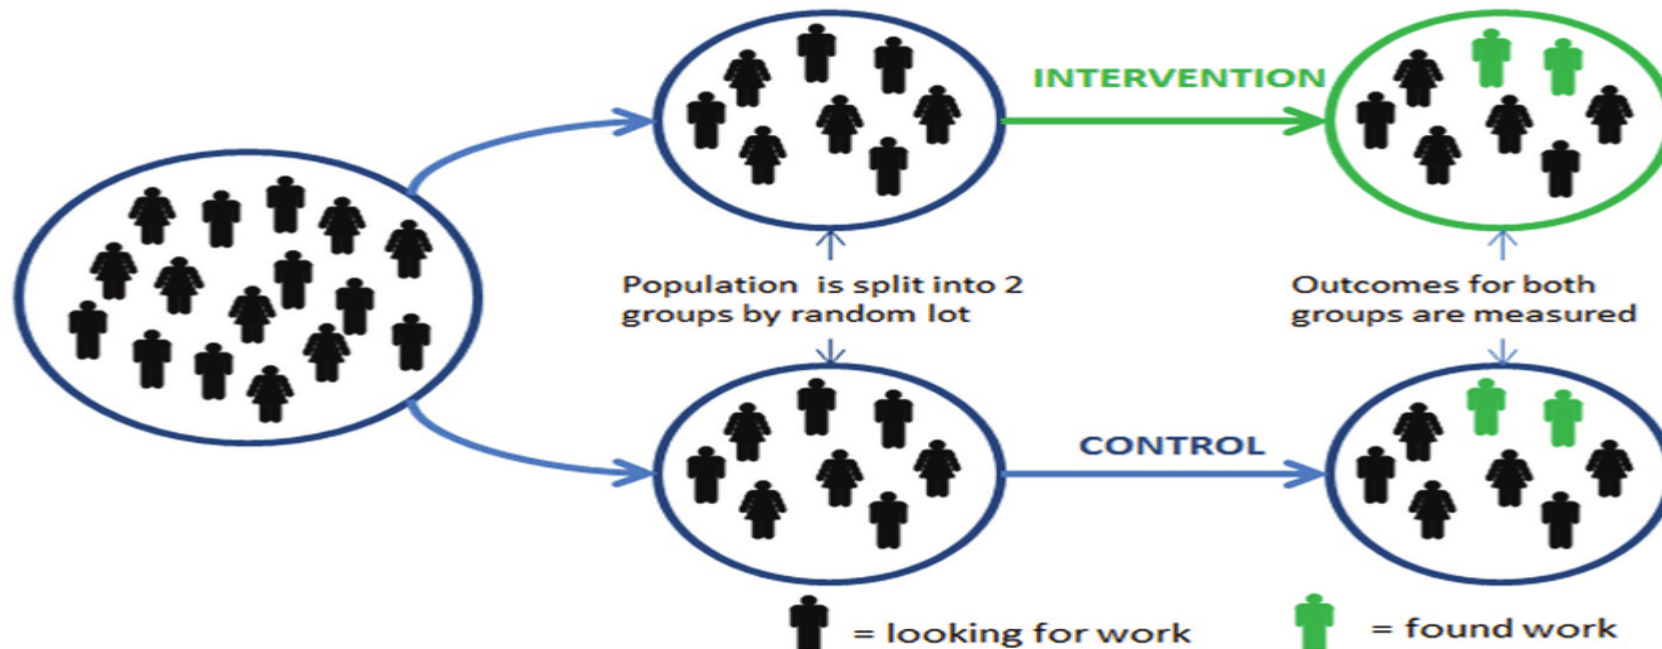 INTERVENTION
Population is split into 2
groups by random lot
Outcomes for both
groups are measured
CONTROL
= looking for work
= found work